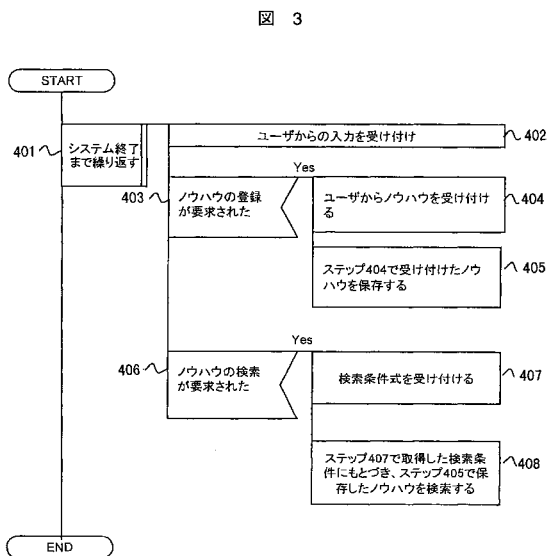 図 3
START
401
システム終了
まで繰り返す
ユーザからの入力を受け付け
402
403
ノウハウの登録
が要求された
Yes
ユーザからノウハウを受け付け
る
404
ステップ404で受け付けたノウ
ハウを保存する
405
406
ノウハウの検索
が要求された
Yes
検索条件式を受け付ける
407
ステップ407で取得した検索条
件にもとづき、ステップ405で保
存したノウハウを検索する
408
END